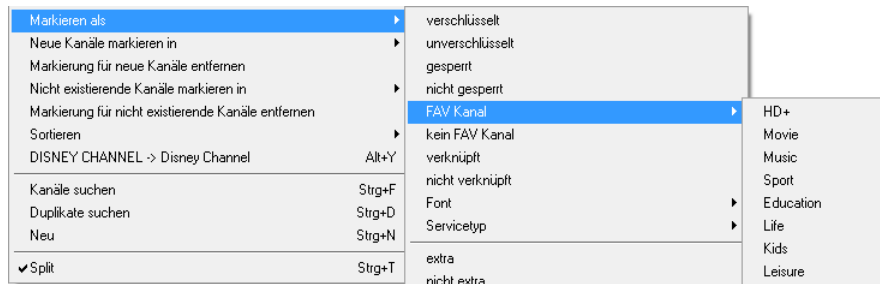 Markieren als
Neue Kanäle markieren in
Markierung für neue Kanäle entfernen
Nicht existierende Kanäle markieren in
Markierung für nicht existierende Kanäle entfernen
Sortieren
DISNEY CHANNEL -> Disney Channel Alt+Y
Kanäle suchen Strg+F
Duplikate suchen Strg+D
Neu Strg+N
Split Strg+T
verschlüsselt
unverschlüsselt
gesperrt
nicht gesperrt
FAV Kanal
kein FAV Kanal
verknüpft
nicht verknüpft
Font
Servicetyp
extra
nicht extra
HD+
Movie
Music
Sport
Education
Life
Kids
Leisure